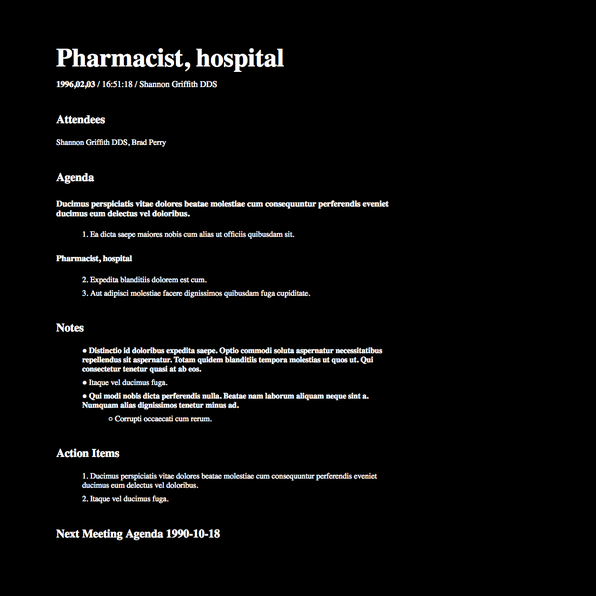 Pharmacist, hospital
1996,02,03 / 16:51:18 / Shannon Griffith DDS
Attendees
Shannon Griffith DDS, Brad Perry
Agenda
Ducimus perspiciatis vitae dolores beatae molestiae cum consequuntur perferendis eveniet
ducimus eum delectus vel doloribus.
1. Ea dicta saepe maiores nobis cum alias ut officiis quibusdam sit.
Pharmacist, hospital
2. Expedita blanditiis dolorem est cum.
3. Aut adipisci molestiae facere dignissimos quibusdam fuga cupiditate.
Notes
● Distinctio id doloribus expedita saepe. Optio commodi soluta aspernatur necessitatibus
repellendus sit aspernatur. Totam quidem blanditiis tempora molestias ut quos ut. Qui
consectetur tenetur quasi at ab eos.
● Itaque vel ducimus fuga.
● Qui modi nobis dicta perferendis nulla. Beatae nam laborum aliquam neque sint a.
Numquam alias dignissimos tenetur minus ad.
○ Corrupti occaecati cum rerum.
Action Items
1. Ducimus perspiciatis vitae dolores beatae molestiae cum consequuntur perferendis eveniet
ducimus eum delectus vel doloribus.
2. Itaque vel ducimus fuga.
Next Meeting Agenda 1990-10-18